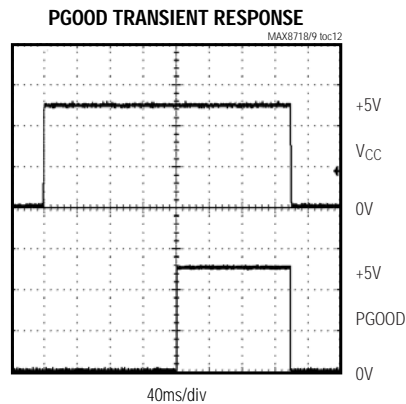 PGOOD TRANSIENT RESPONSE
MAX8718/9 toc12
+5V
VCC
0V
+5V
PGOOD
0V
40ms/div